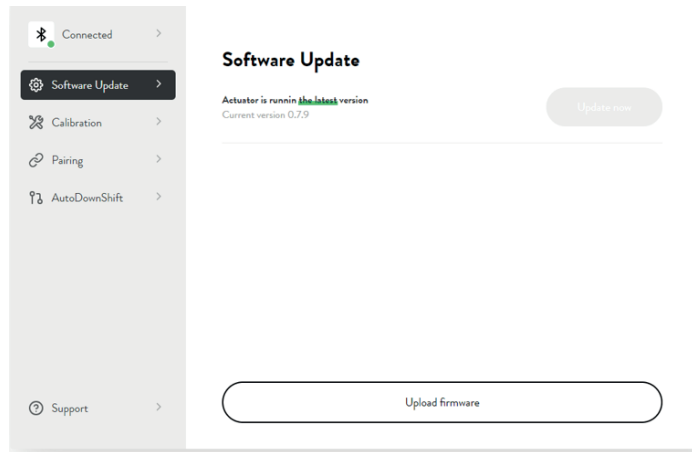 Connected
Software Update
Calibration
Pairing
AutoDownShift
Support
Software Update
Actuator is runnin the latest version
Current version 0.7.9
Update now
Upload firmware